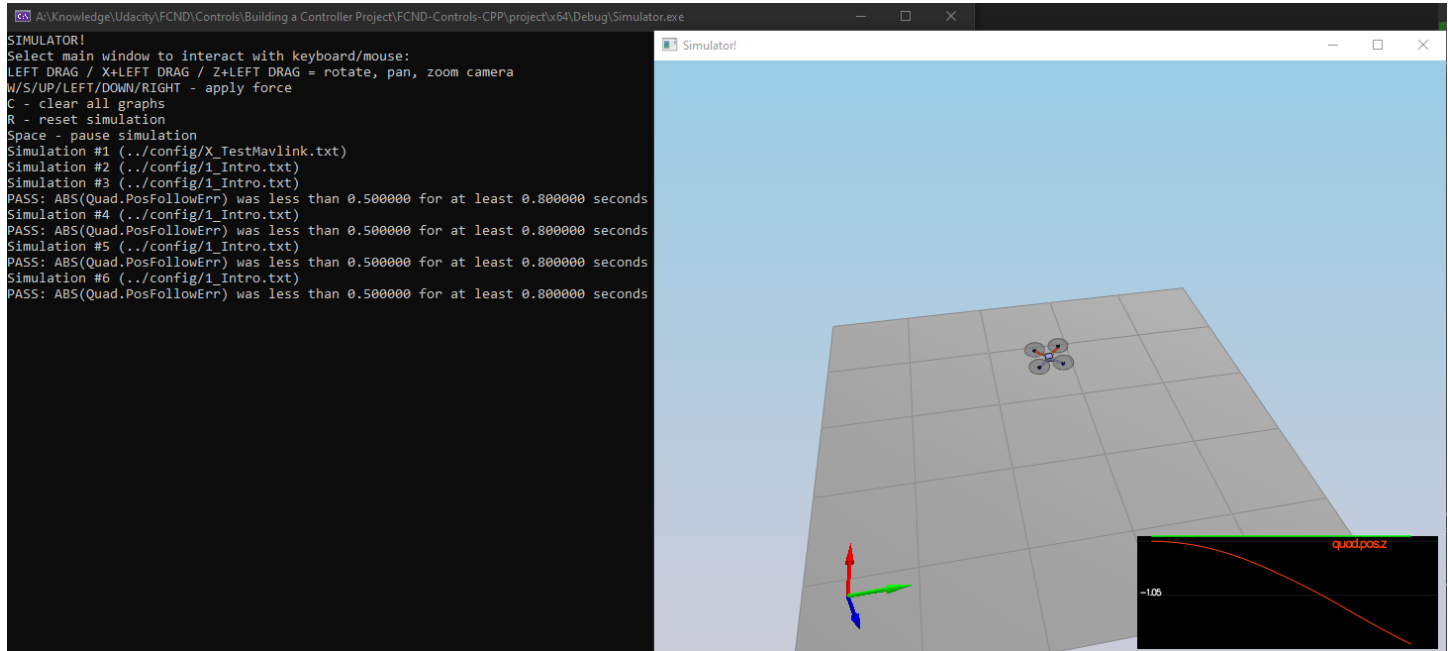 A:\Knowledge\Udacity\FCND\Controls\Building a Controller Project\FCND-Controls-CPP\project\x64\Debug\Simulator.exe
SIMULATOR!
Select main window to interact with keyboard/mouse:
LEFT DRAG / X+LEFT DRAG / Z+LEFT DRAG = rotate, pan, zoom camera
W/S/UP/LEFT/DOWN/RIGHT - apply force
C - clear all graphs
R - reset simulation
Space - pause simulation
Simulation #1 (../config/X_TestMavlink.txt)
Simulation #2 (../config/1_Intro.txt)
Simulation #3 (../config/1_Intro.txt)
PASS: ABS(Quad.PosFollowErr) was less than 0.500000 for at least 0.800000 seconds
Simulation #4 (../config/1_Intro.txt)
PASS: ABS(Quad.PosFollowErr) was less than 0.500000 for at least 0.800000 seconds
Simulation #5 (../config/1_Intro.txt)
PASS: ABS(Quad.PosFollowErr) was less than 0.500000 for at least 0.800000 seconds
Simulation #6 (../config/1_Intro.txt)
PASS: ABS(Quad.PosFollowErr) was less than 0.500000 for at least 0.800000 seconds
Simulator!
quad.pos.z
-1.05